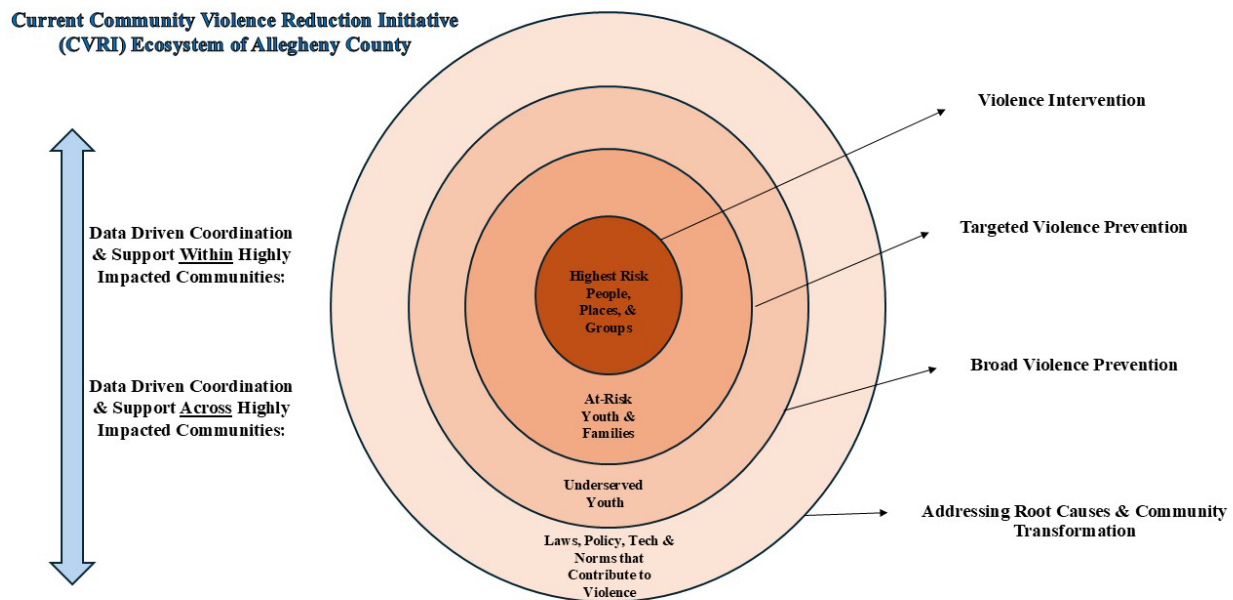 Current Community Violence Reduction Initiative
(CVRI) Ecosystem of Allegheny County
Data Driven Coordination
& Support Within Highly
Impacted Communities:
Data Driven Coordination
& Support Across Highly
Impacted Communities:
Highest Risk
People,
Places, &
Groups
At-Risk
Youth &
Families
Underserved
Youth
Laws, Policy, Tech &
Norms that
Contribute to
Violence
Violence Intervention
Targeted Violence Prevention
Broad Violence Prevention
Addressing Root Causes & Community
Transformation